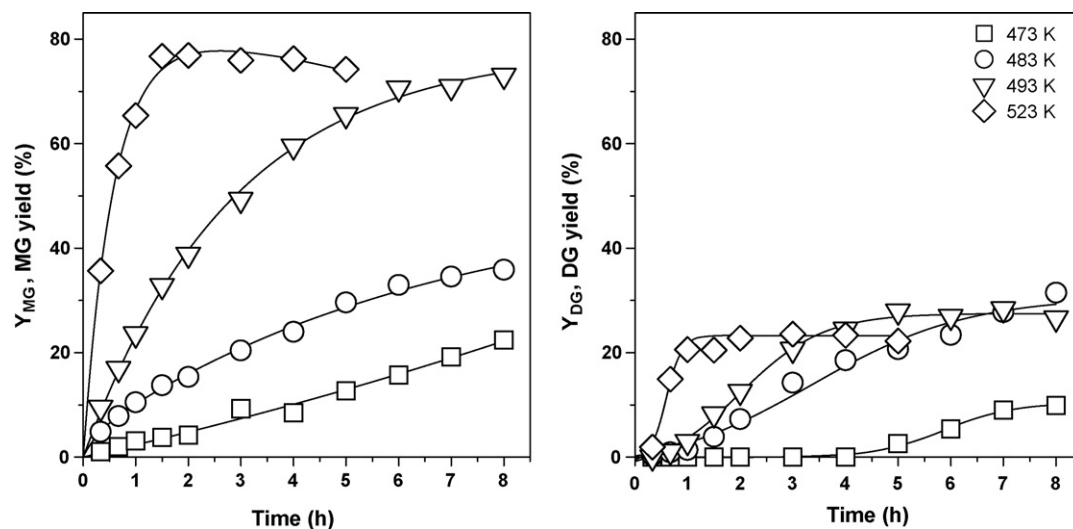 Y_MG, MG yield (%)
80
60
40
20
0
0 1 2 3 4 5 6 7 8
Time (h)
Y_DG, DG yield (%)
80
60
40
20
0
0 1 2 3 4 5 6 7 8
Time (h)
473 K
483 K
493 K
523 K